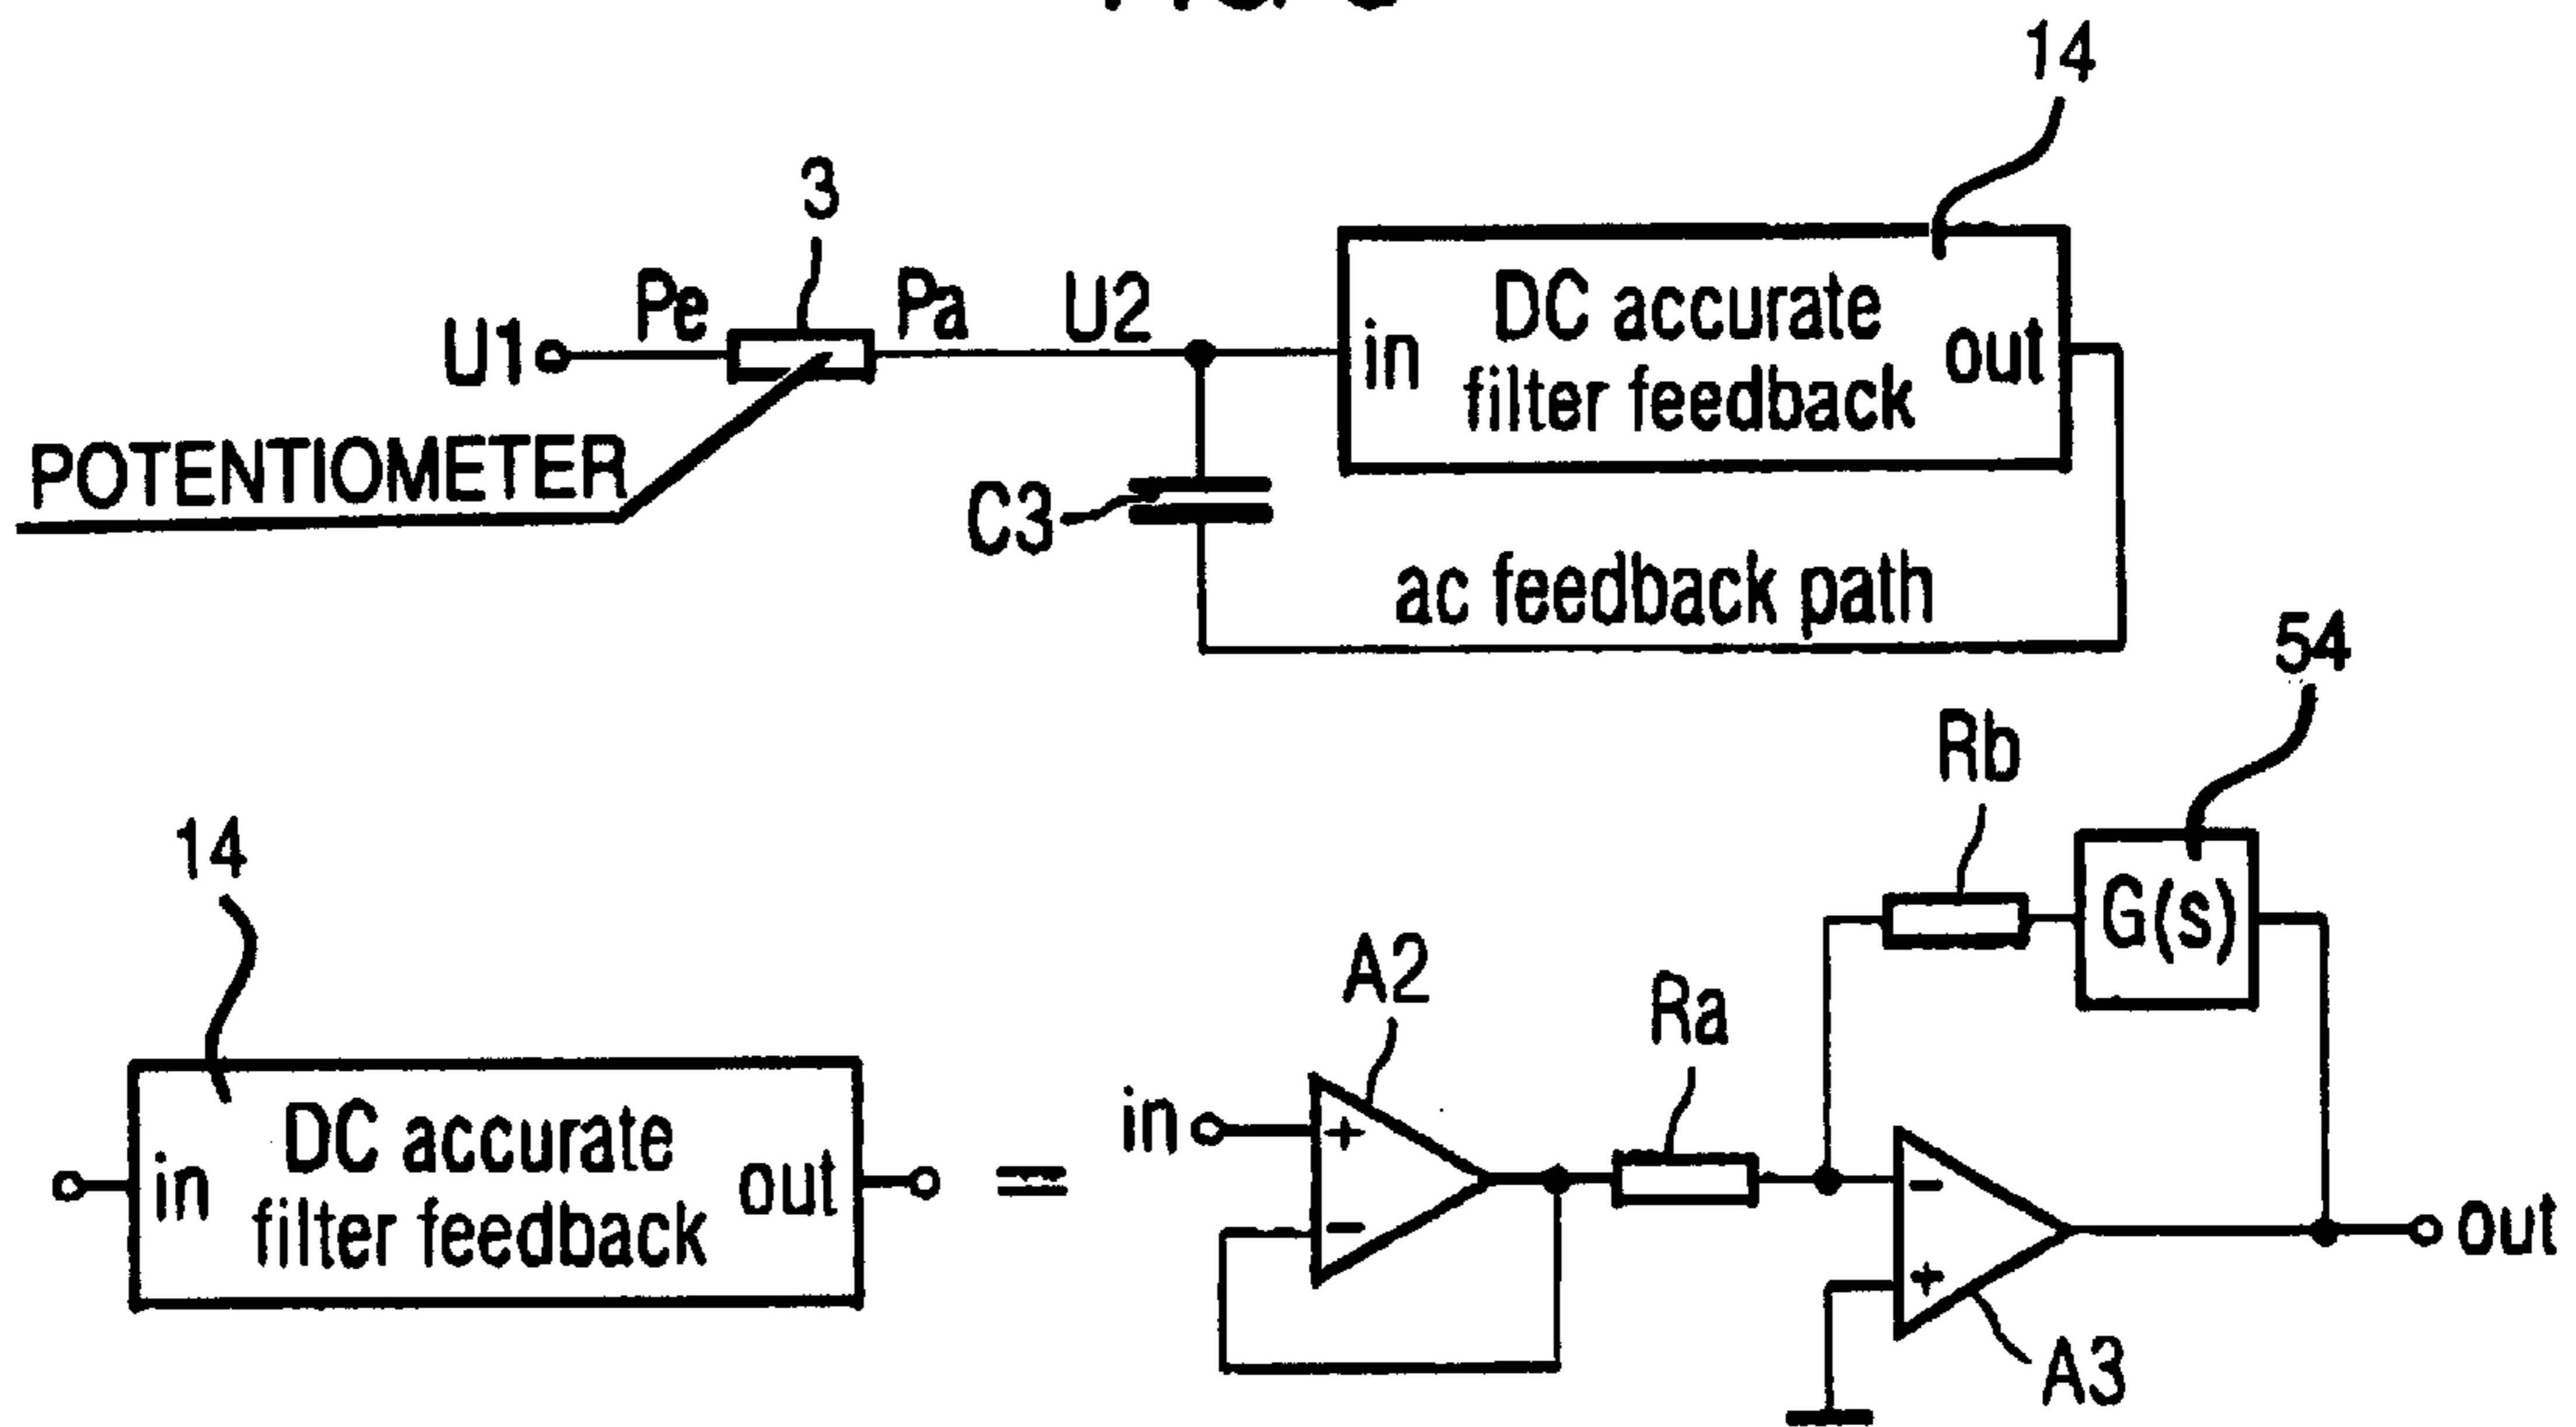 14
3
Pe
Pa
U2
U1
in
DC accurate
filter feedback
out
POTENTIOMETER
C3
ac feedback path
54
Rb
14
G(s)
A2
Ra
in
+
-
in
DC accurate
filter feedback
out
=
-
+
out
A3